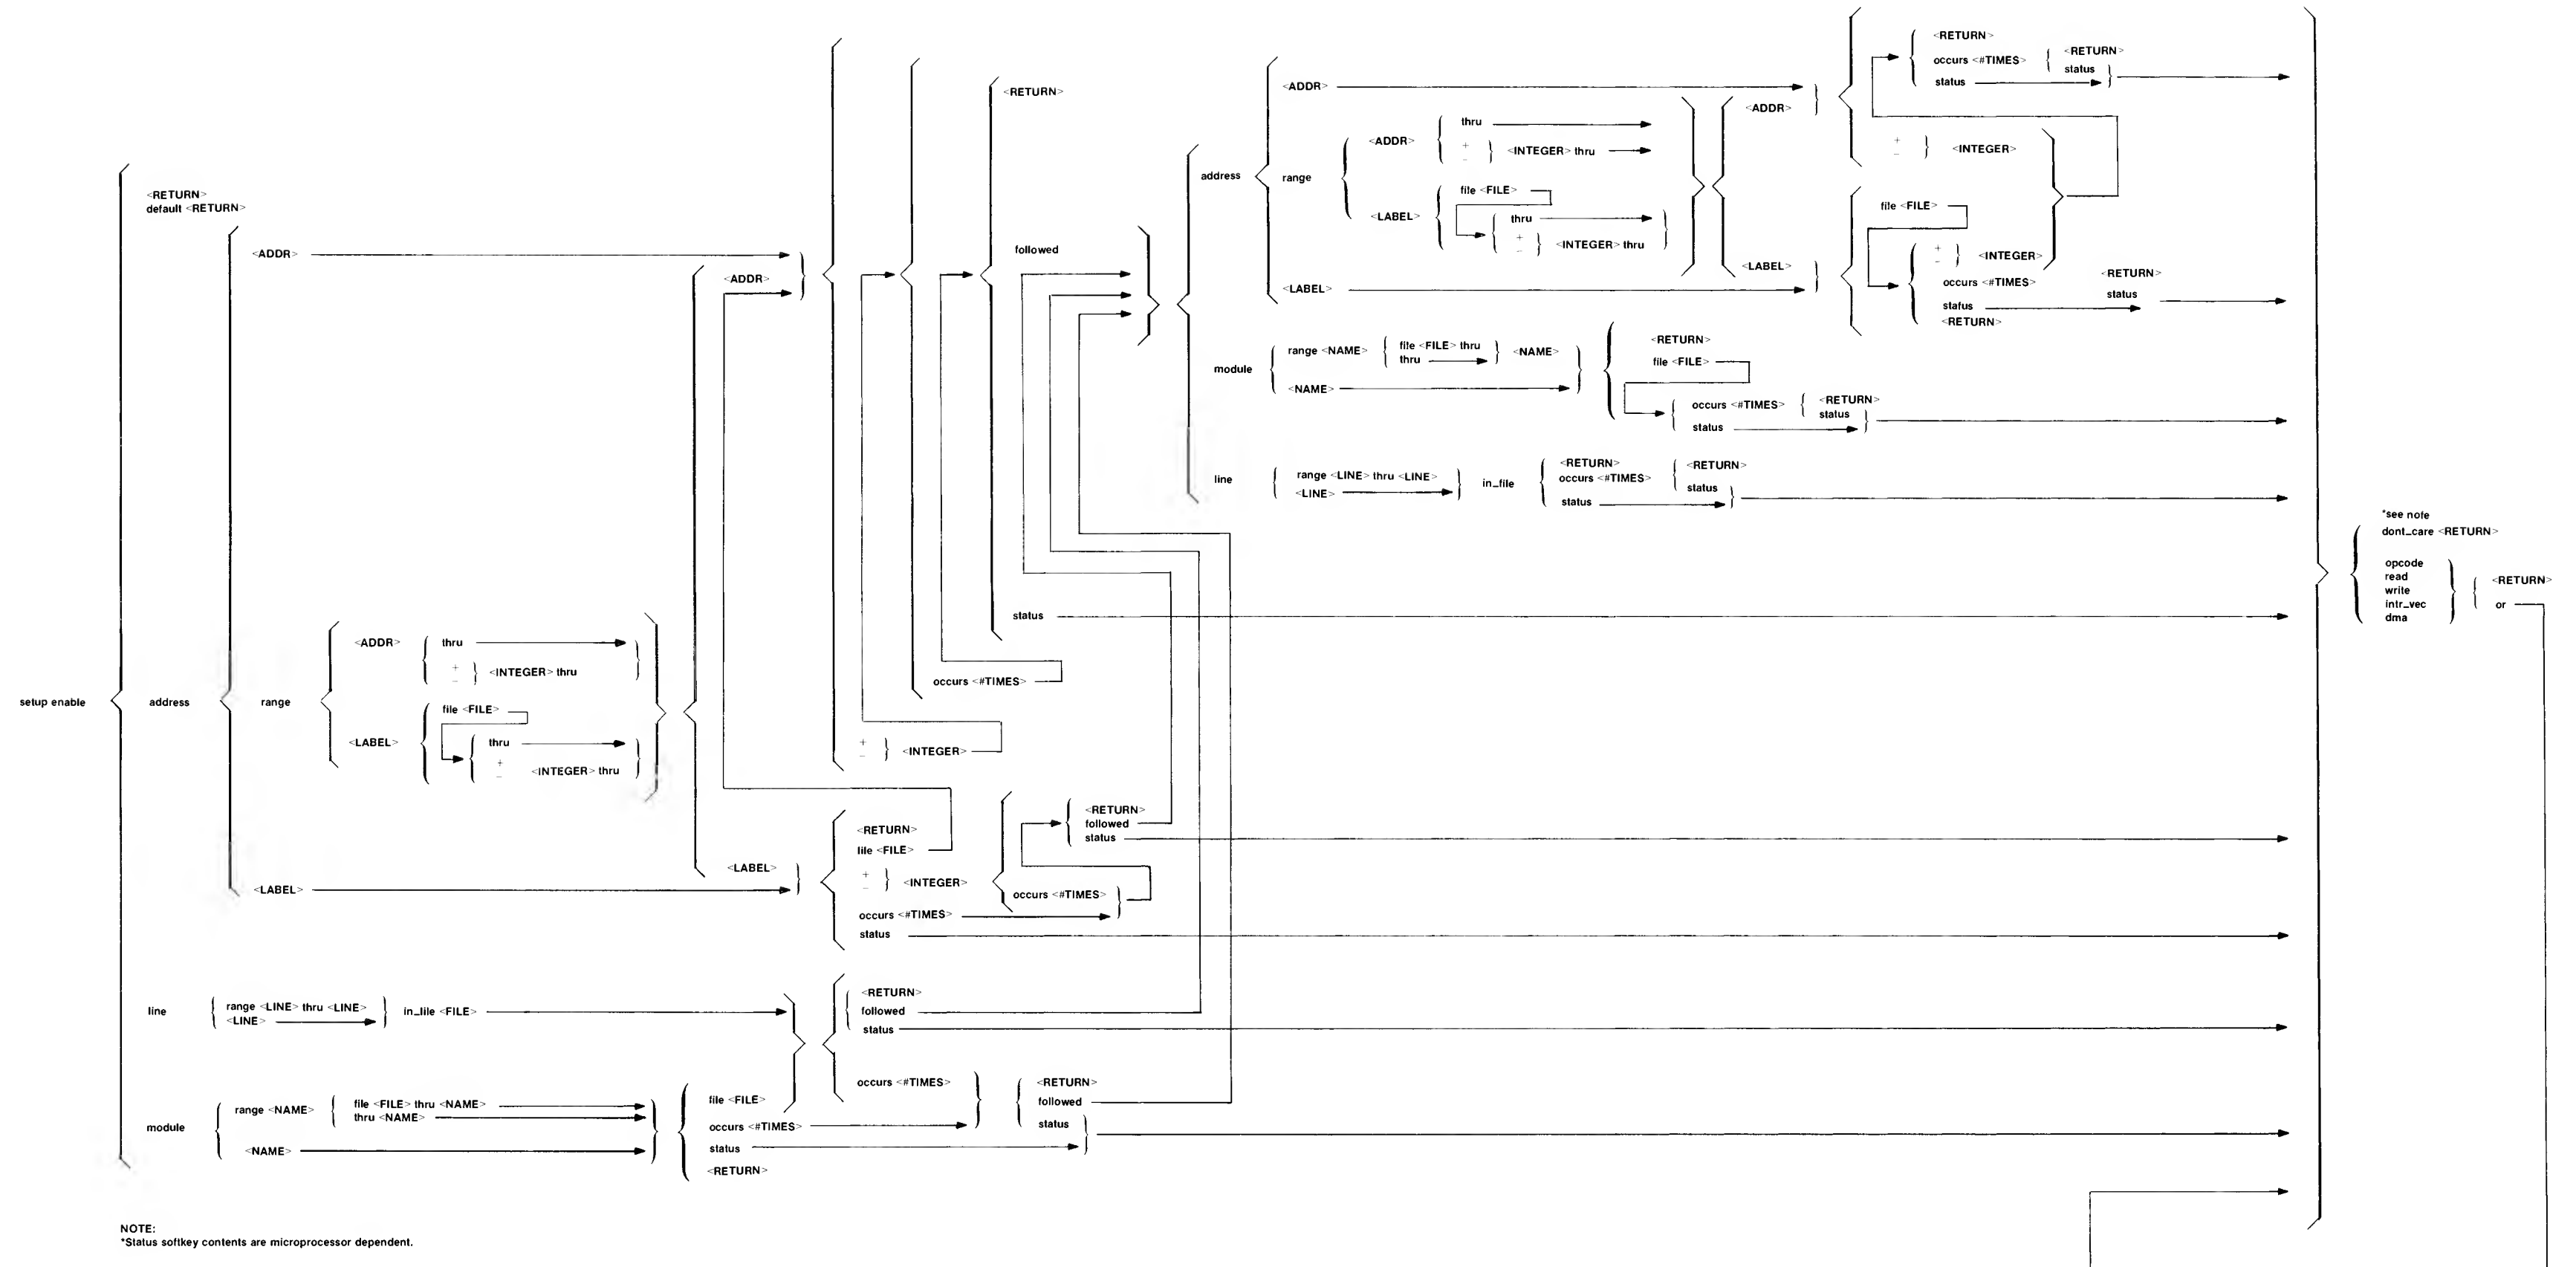 <RETURN>
default <RETURN>
setup enable
address
<ADDR>
range
<ADDR>
thru
+
-
<INTEGER> thru
<LABEL>
file <FILE>
thru
+
-
<INTEGER> thru
<LABEL>
<ADDR>
<LABEL>
<RETURN>
followed
status
occurs <#TIMES>
+
-
<INTEGER>
<RETURN>
file <FILE>
+
-
<INTEGER>
occurs <#TIMES>
status
<RETURN>
followed
status
occurs <#TIMES>
line
range <LINE> thru <LINE>
<LINE>
in_file <FILE>
<RETURN>
followed
status
occurs <#TIMES>
module
range <NAME>
file <FILE> thru <NAME>
thru <NAME>
<NAME>
file <FILE>
occurs <#TIMES>
status
<RETURN>
<RETURN>
followed
status
address
<ADDR>
range
<ADDR>
thru
+
-
<INTEGER> thru
<LABEL>
file <FILE>
thru
+
-
<INTEGER> thru
<LABEL>
<ADDR>
<LABEL>
<RETURN>
occurs <#TIMES>
status
<RETURN>
status
+
-
<INTEGER>
file <FILE>
+
-
<INTEGER>
occurs <#TIMES>
status
<RETURN>
<RETURN>
status
module
range <NAME>
file <FILE> thru
thru
<NAME>
<NAME>
<RETURN>
file <FILE>
occurs <#TIMES>
status
<RETURN>
status
line
range <LINE> thru <LINE>
<LINE>
in_file
<RETURN>
occurs <#TIMES>
status
<RETURN>
status
*see note
dont_care <RETURN>
opcode
read
write
intr_vec
dma
<RETURN>
or
NOTE:
*Status softkey contents are microprocessor dependent.